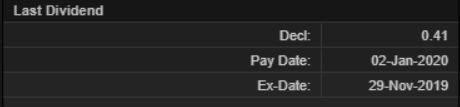 Last Dividend
Decl: 0.41
Pay Date: 02-Jan-2020
Ex-Date: 29-Nov-2019